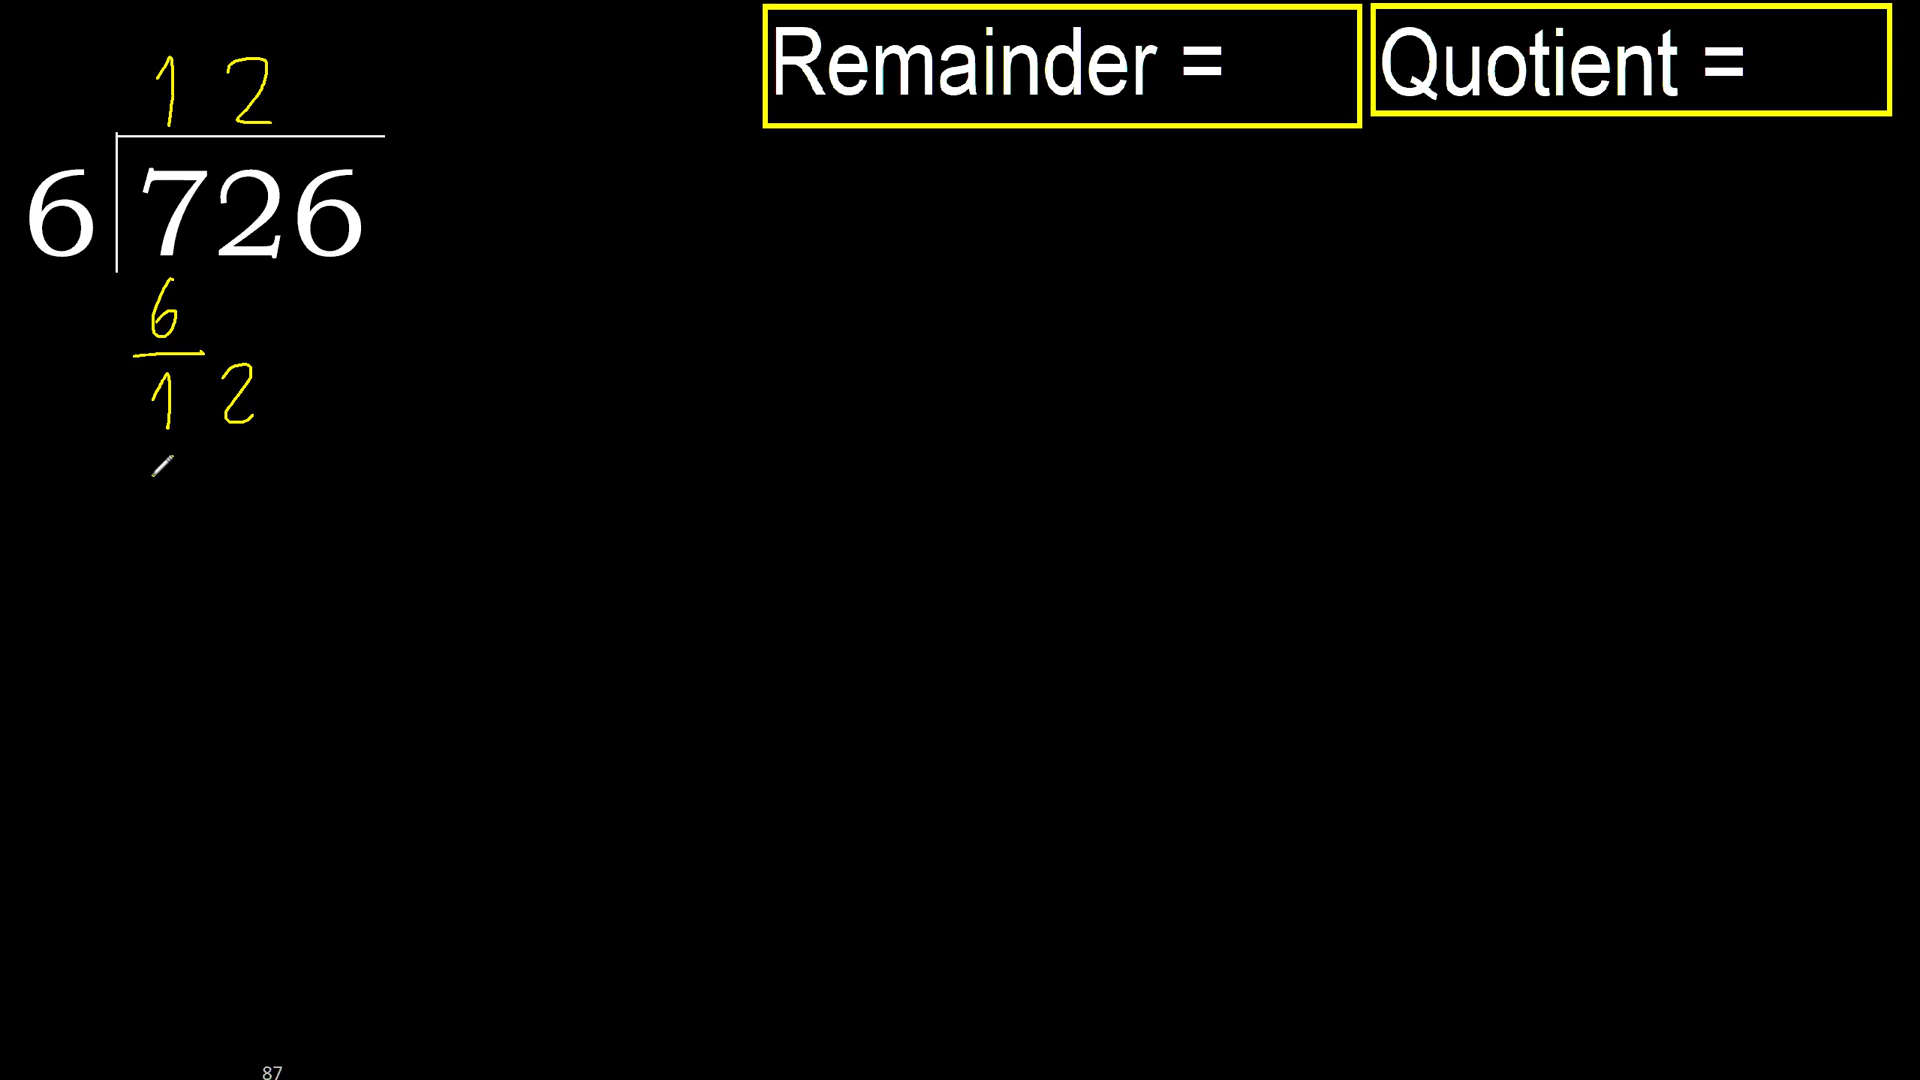 1 2
6 726
6
1 2
Remainder =
Quotient =
87